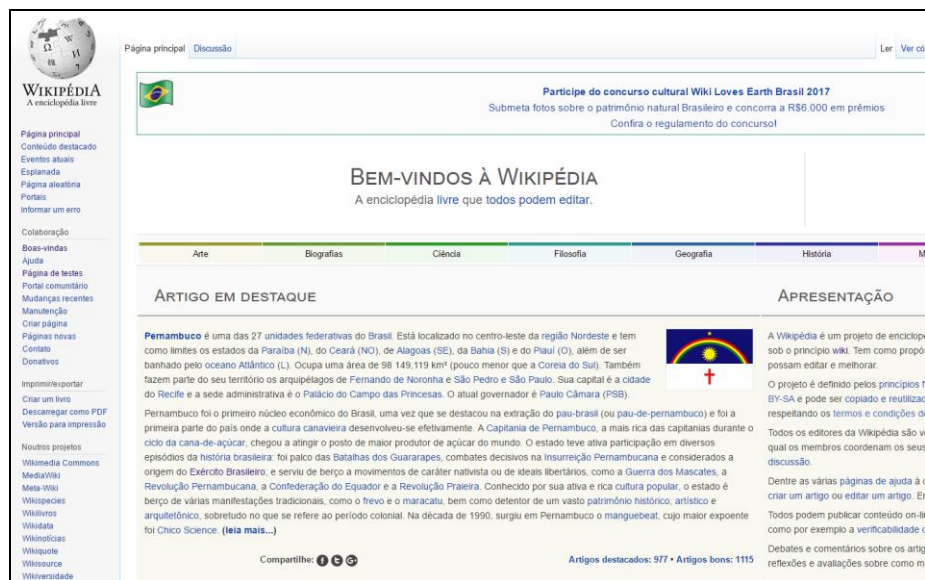 WIKIPÉDIA
A enciclopédia livre
Página principal
Conteúdo destacado
Eventos atuais
Esplanada
Página aleatória
Portais
Informar um erro
Colaboração
Boas-vindas
Ajuda
Página de testes
Portal comunitário
Mudanças recentes
Manutenção
Criar página
Páginas novas
Contato
Donativos
Imprimir/exportar
Criar um livro
Descarregar como PDF
Versão para impressão
Noutros projetos
Wikimedia Commons
MediaWiki
Meta-Wiki
Wikispecies
Wikilivros
Wikidata
Wikinotícias
Wikiquote
Wikisource
Wikiversidade
Página principal Discussão
Ler Ver có
Participe do concurso cultural Wiki Loves Earth Brasil 2017
Submeta fotos sobre o patrimônio natural Brasileiro e concorra a R$6.000 em prêmios
Confira o regulamento do concurso!
BEM-VINDOS À WIKIPÉDIA
A enciclopédia livre que todos podem editar.
Arte Biografias Ciência Filosofia Geografia História M
ARTIGO EM DESTAQUE
Pernambuco é uma das 27 unidades federativas do Brasil. Está localizado no centro-leste da região Nordeste e tem
como limites os estados da Paraíba (N), do Ceará (NO), de Alagoas (SE), da Bahia (S) e do Piauí (O), além de ser
banhado pelo oceano Atlântico (L). Ocupa uma área de 98 149,119 km² (pouco menor que a Coreia do Sul). Também
fazem parte do seu território os arquipélagos de Fernando de Noronha e São Pedro e São Paulo. Sua capital é a cidade
do Recife e a sede administrativa é o Palácio do Campo das Princesas. O atual governador é Paulo Câmara (PSB).
Pernambuco foi o primeiro núcleo econômico do Brasil, uma vez que se destacou na extração do pau-brasil (ou pau-de-pernambuco) e foi a
primeira parte do país onde a cultura canavieira desenvolveu-se efetivamente. A Capitania de Pernambuco, a mais rica das capitanias durante o
ciclo da cana-de-açúcar, chegou a atingir o posto de maior produtor de açúcar do mundo. O estado teve ativa participação em diversos
episódios da história brasileira: foi palco das Batalhas dos Guararapes, combates decisivos na Insurreição Pernambucana e considerados a
origem do Exército Brasileiro; e serviu de berço a movimentos de caráter nativista ou de ideais libertários, como a Guerra dos Mascates, a
Revolução Pernambucana, a Confederação do Equador e a Revolução Praieira. Conhecido por sua ativa e rica cultura popular, o estado é
berço de várias manifestações tradicionais, como o frevo e o maracatu, bem como detentor de um vasto patrimônio histórico, artístico e
arquitetônico, sobretudo no que se refere ao período colonial. Na década de 1990, surgiu em Pernambuco o manguebeat, cujo maior expoente
foi Chico Science. (leia mais...)
Compartilhe:
Artigos destacados: 977 • Artigos bons: 1115
APRESENTAÇÃO
A Wikipédia é um projeto de enciclopé
sob o princípio wiki. Tem como propós
possam editar e melhorar.
O projeto é definido pelos princípios f
BY-SA e pode ser copiado e reutilizad
respeitando os termos e condições de
Todos os editores da Wikipédia são v
qual os membros coordenam os seus
discussão.
Dentre as várias páginas de ajuda à d
criar um artigo ou editar um artigo. Er
Todos podem publicar conteúdo on-li
como por exemplo a verificabilidade d
Debates e comentários sobre os artig
reflexões e avaliações sobre como m